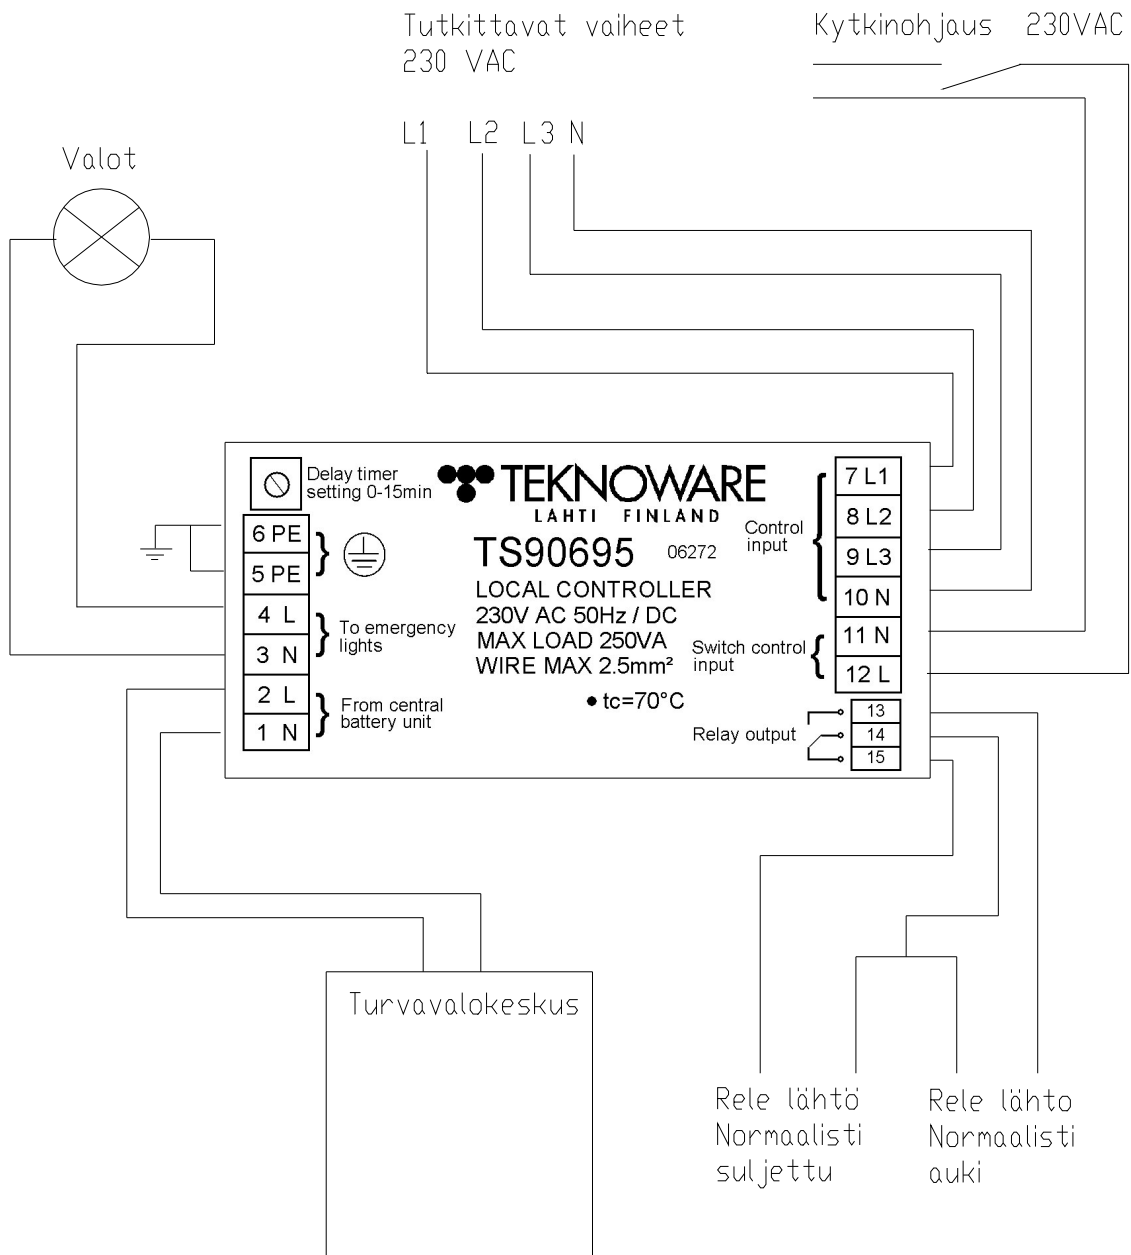 Tutkittavat vaiheet
230 VAC
Kytkinohjaus 230VAC
L1 L2 L3 N
Valot
Delay timer
setting 0-15min
TEKNOWARE
LAHTI FINLAND
TS90695 06272
LOCAL CONTROLLER
230V AC 50Hz / DC
MAX LOAD 250VA
WIRE MAX 2.5mm²
• tc=70°C
6 PE
5 PE
4 L
3 N
To emergency
lights
2 L
1 N
From central
battery unit
Control
input
7 L1
8 L2
9 L3
10 N
Switch control
input
11 N
12 L
Relay output
13
14
15
Turvavalokeskus
Rele lähtö
Normaalisti
suljettu
Rele lähto
Normaalisti
auki